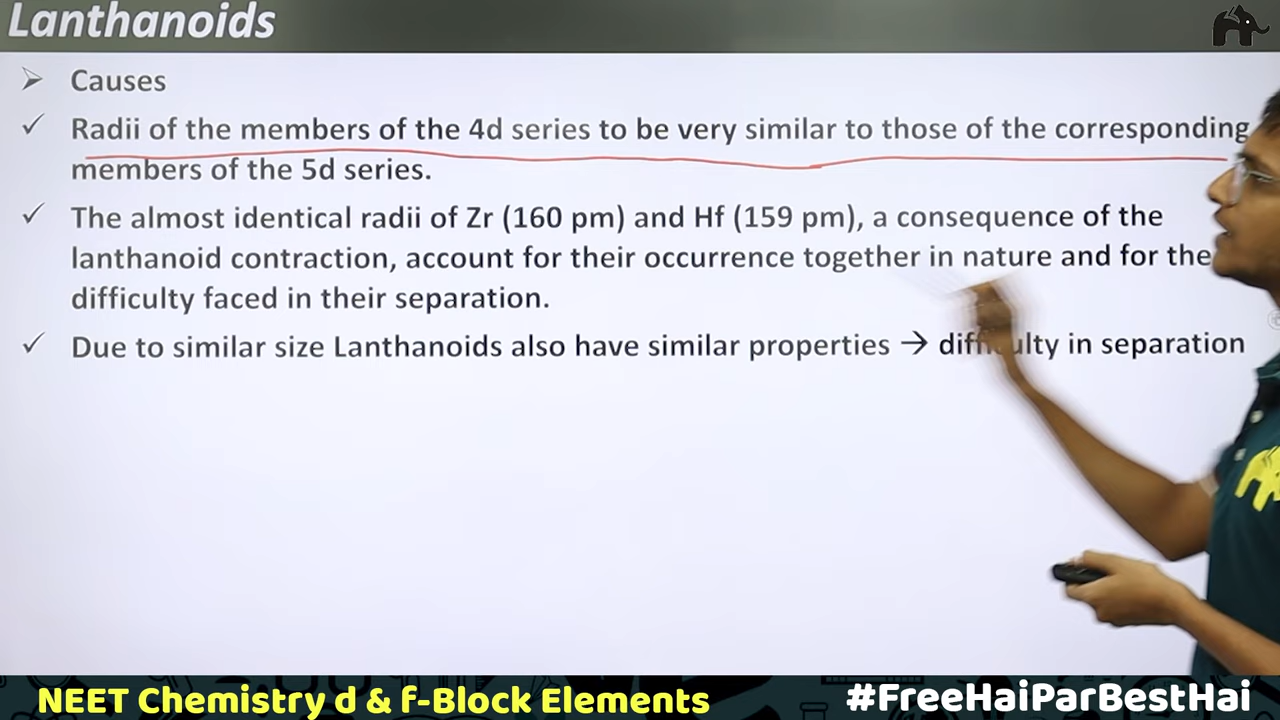 Lanthanoids
➢ Causes
✓ Radii of the members of the 4d series to be very similar to those of the corresponding
members of the 5d series.
✓ The almost identical radii of Zr (160 pm) and Hf (159 pm), a consequence of the
lanthanoid contraction, account for their occurrence together in nature and for the
difficulty faced in their separation.
✓ Due to similar size Lanthanoids also have similar properties → difficulty in separation
NEET Chemistry d & f-Block Elements
#FreeHaiParBestHai